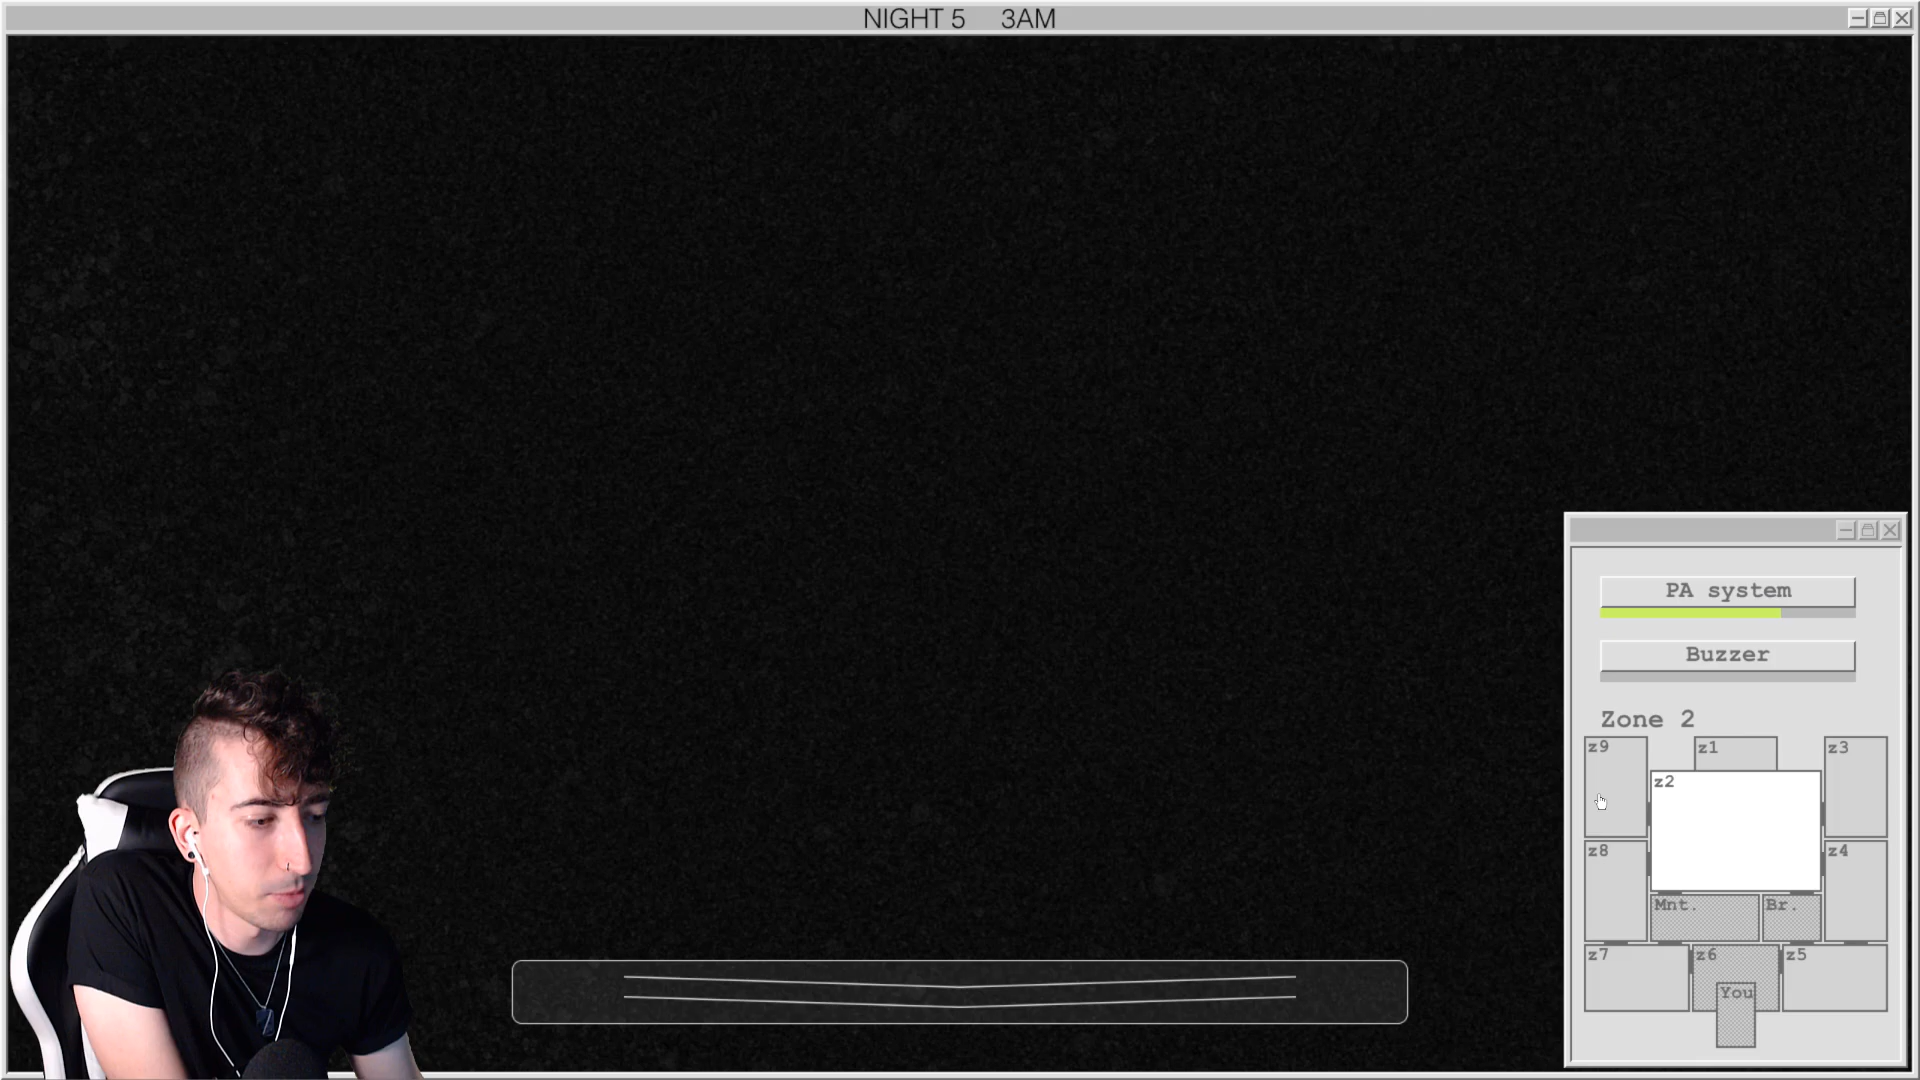 NIGHT 5 3AM
PA system
Buzzer
Zone 2
z9 z1 z3
z2
z8 z4
Mnt. Br.
z7 z6 z5
You